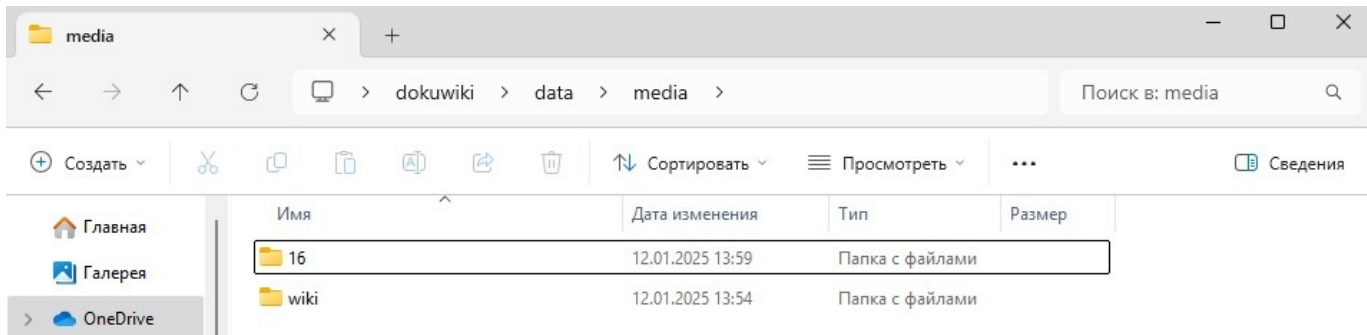 media
dokuwiki > data > media >
Поиск в: media
Создать
Сортировать
Просмотреть
Сведения
Главная
Галерея
OneDrive
Имя Дата изменения Тип Размер
16 12.01.2025 13:59 Папка с файлами
wiki 12.01.2025 13:54 Папка с файлами